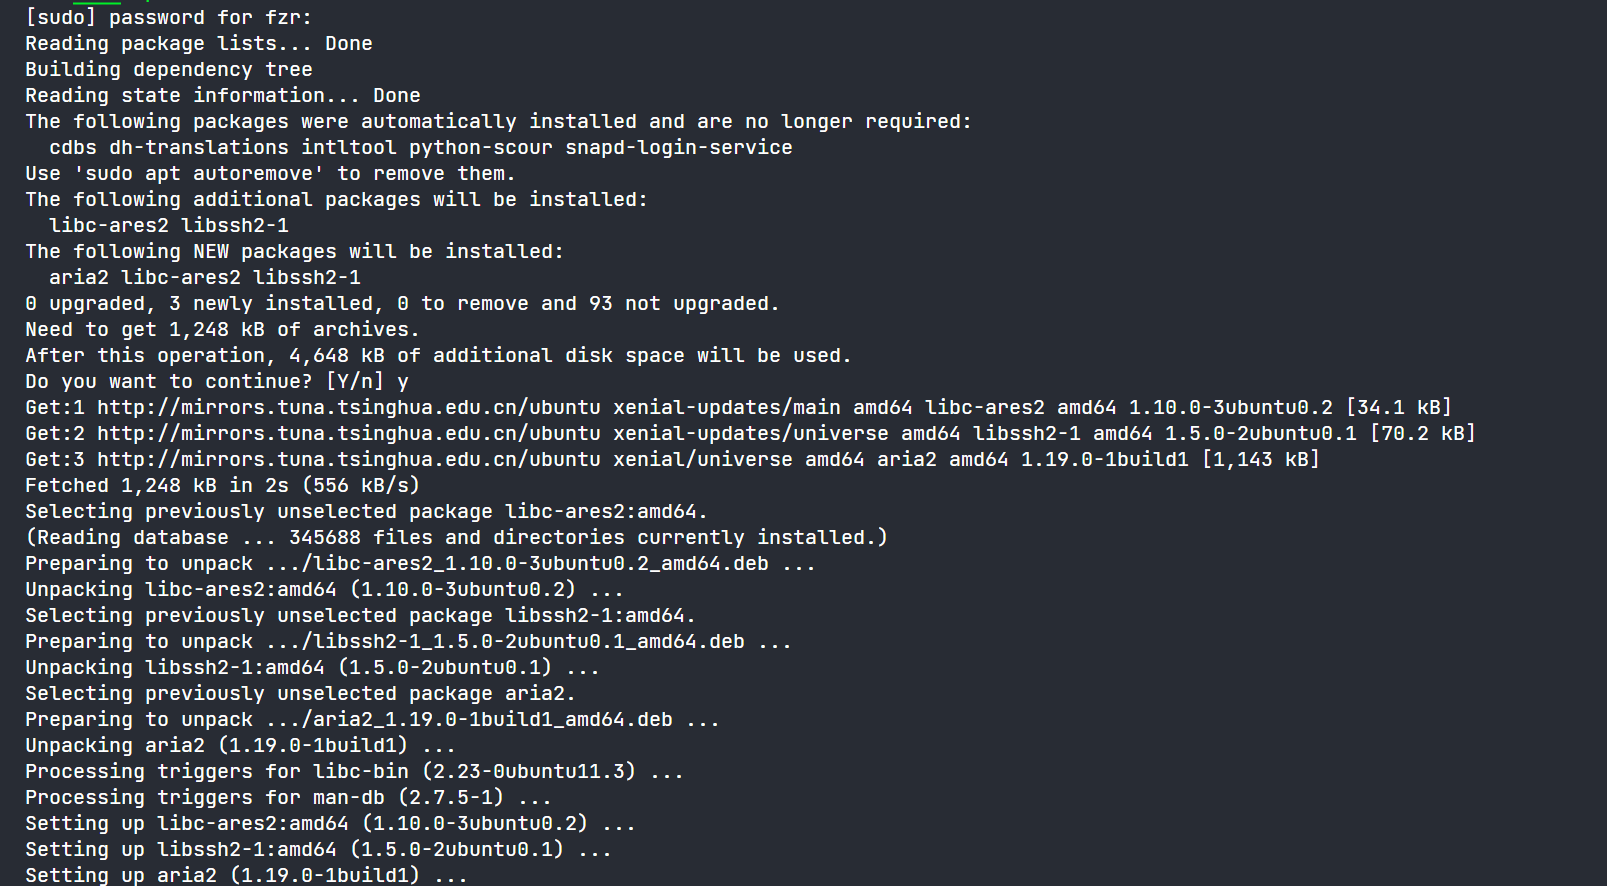 [sudo] password for fzr:
Reading package lists... Done
Building dependency tree
Reading state information... Done
The following packages were automatically installed and are no longer required:
  cdbs dh-translations intltool python-scour snapd-login-service
Use 'sudo apt autoremove' to remove them.
The following additional packages will be installed:
  libc-ares2 libssh2-1
The following NEW packages will be installed:
  aria2 libc-ares2 libssh2-1
0 upgraded, 3 newly installed, 0 to remove and 93 not upgraded.
Need to get 1,248 kB of archives.
After this operation, 4,648 kB of additional disk space will be used.
Do you want to continue? [Y/n] y
Get:1 http://mirrors.tuna.tsinghua.edu.cn/ubuntu xenial-updates/main amd64 libc-ares2 amd64 1.10.0-3ubuntu0.2 [34.1 kB]
Get:2 http://mirrors.tuna.tsinghua.edu.cn/ubuntu xenial-updates/universe amd64 libssh2-1 amd64 1.5.0-2ubuntu0.1 [70.2 kB]
Get:3 http://mirrors.tuna.tsinghua.edu.cn/ubuntu xenial/universe amd64 aria2 amd64 1.19.0-1build1 [1,143 kB]
Fetched 1,248 kB in 2s (556 kB/s)
Selecting previously unselected package libc-ares2:amd64.
(Reading database ... 345688 files and directories currently installed.)
Preparing to unpack .../libc-ares2_1.10.0-3ubuntu0.2_amd64.deb ...
Unpacking libc-ares2:amd64 (1.10.0-3ubuntu0.2) ...
Selecting previously unselected package libssh2-1:amd64.
Preparing to unpack .../libssh2-1_1.5.0-2ubuntu0.1_amd64.deb ...
Unpacking libssh2-1:amd64 (1.5.0-2ubuntu0.1) ...
Selecting previously unselected package aria2.
Preparing to unpack .../aria2_1.19.0-1build1_amd64.deb ...
Unpacking aria2 (1.19.0-1build1) ...
Processing triggers for libc-bin (2.23-0ubuntu11.3) ...
Processing triggers for man-db (2.7.5-1) ...
Setting up libc-ares2:amd64 (1.10.0-3ubuntu0.2) ...
Setting up libssh2-1:amd64 (1.5.0-2ubuntu0.1) ...
Setting up aria2 (1.19.0-1build1) ...